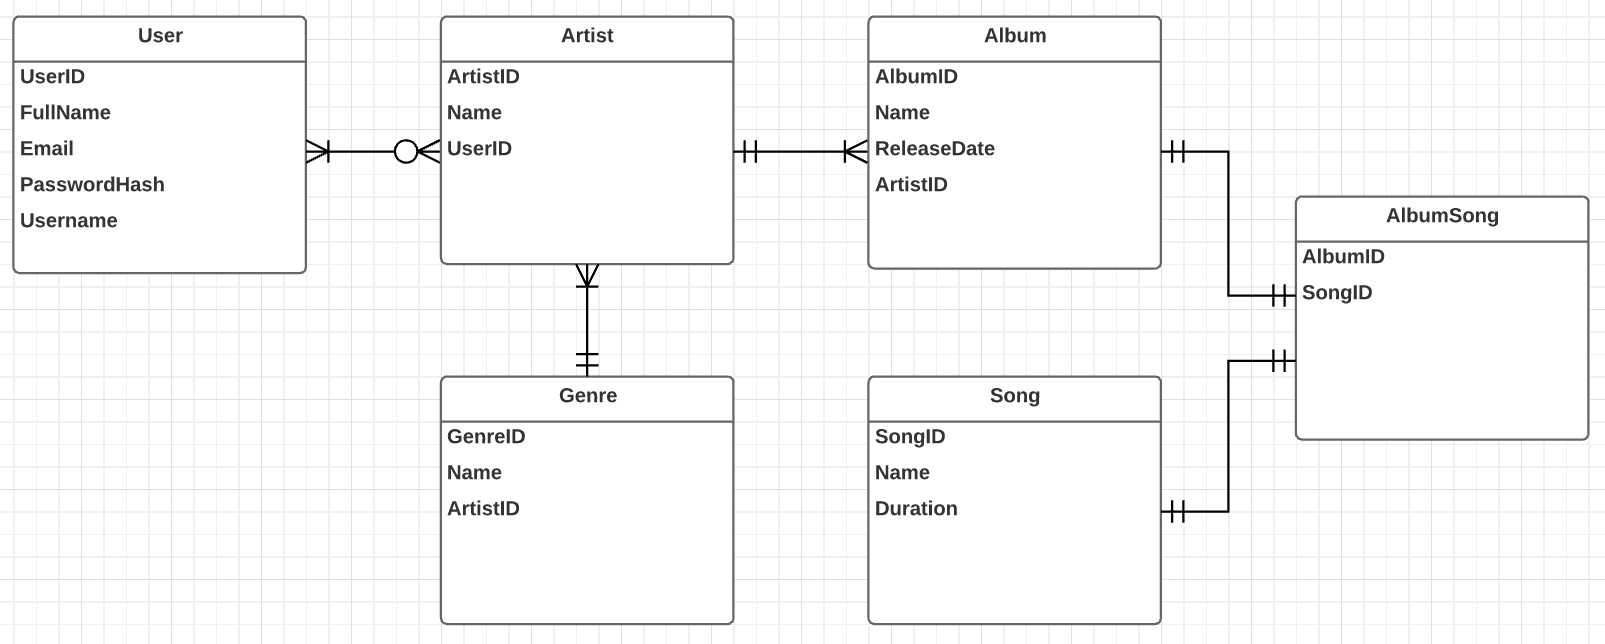 User
UserID
FullName
Email
PasswordHash
Username
Artist
ArtistID
Name
UserID
Album
AlbumID
Name
ReleaseDate
ArtistID
AlbumSong
AlbumID
SongID
Genre
GenreID
Name
ArtistID
Song
SongID
Name
Duration